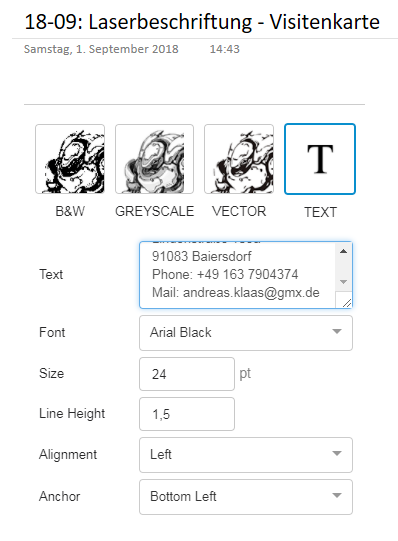 18-09: Laserbeschriftung - Visitenkarte
Samstag, 1. September 2018 14:43
B&W GREYSCALE VECTOR TEXT
T
Text
91083 Baiersdorf
Phone: +49 163 7904374
Mail: andreas.klaas@gmx.de
Font Arial Black
Size 24 pt
Line Height 1,5
Alignment Left
Anchor Bottom Left